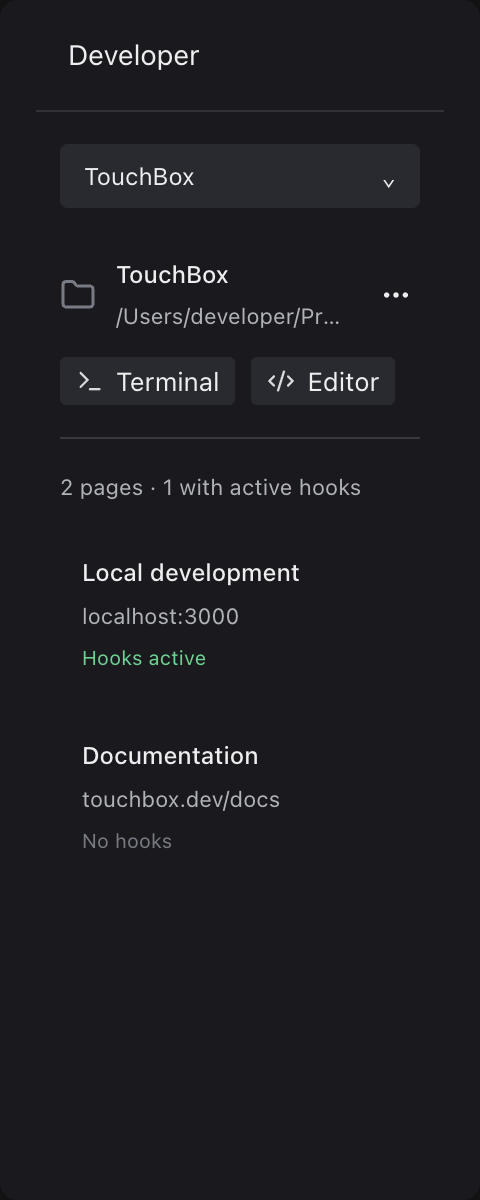 Developer
TouchBox
TouchBox
/Users/developer/Pr...
Terminal
Editor
2 pages · 1 with active hooks
Local development
localhost:3000
Hooks active
Documentation
touchbox.dev/docs
No hooks